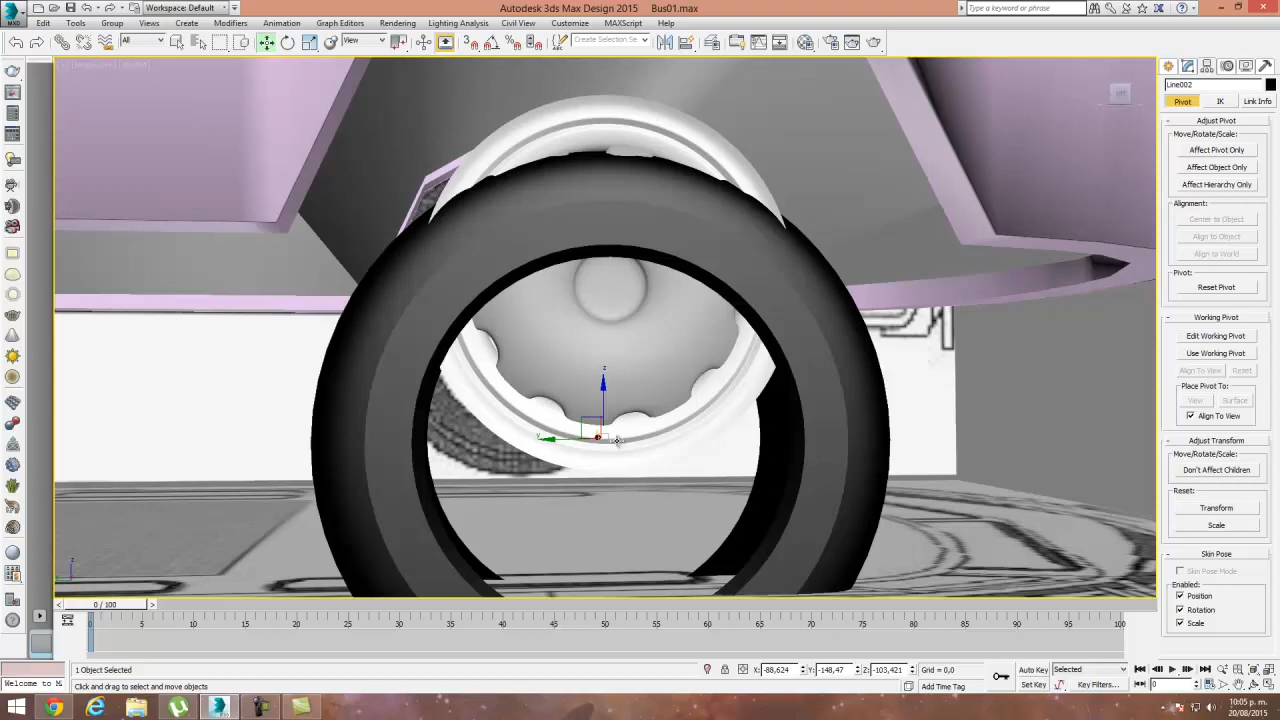 Workspace: Default
Autodesk 3ds Max Design 2015 Bus01.max
Type a keyword or phrase
MXD
Edit Tools Group Views Create Modifiers Animation Graph Editors Rendering Lighting Analysis Civil View Customize MAXScript Help
All
View
Create Selection Se
Line002
Pivot IK Link Info
- Adjust Pivot
Move/Rotate/Scale:
Affect Pivot Only
Affect Object Only
Affect Hierarchy Only
Alignment:
Center to Object
Align to Object
Align to World
Pivot:
Reset Pivot
- Working Pivot
Edit Working Pivot
Use Working Pivot
Align To View Reset
Place Pivot To:
View Surface
Align To View
- Adjust Transform
Move/Rotate/Scale:
Don't Affect Children
Reset:
Transform
Scale
- Skin Pose
Skin Pose Mode
Enabled:
Position
Rotation
Scale
z
y
z
< 0 / 100 >
0 5 10 15 20 25 30 35 40 45 50 55 60 65 70 75 80 85 90 95 100
1 Object Selected
X: -88,624 Y: -148,47 Z: -103,421 Grid = 0,0
Auto Key Selected
Welcome to M
Click and drag to select and move objects
Add Time Tag
Set Key Key Filters... 0
10:05 p. m.
20/08/2015